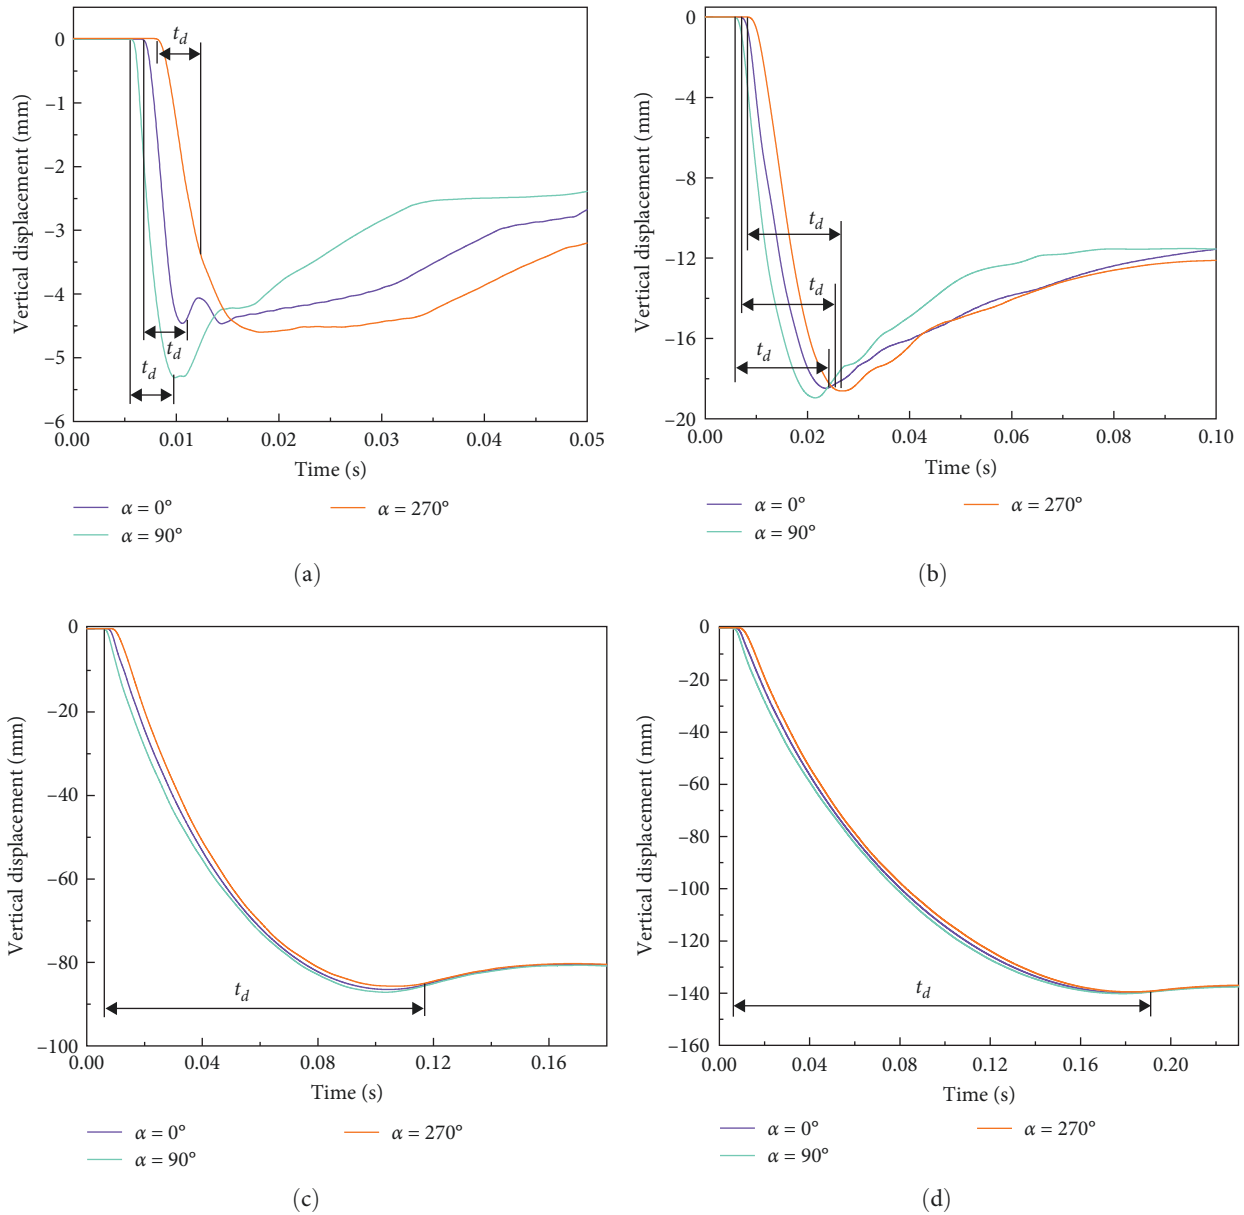 0
−1
−2
−3
−4
−5
−6
Vertical displacement (mm)
t_d
t_d
t_d
0.00 0.01 0.02 0.03 0.04 0.05
Time (s)
α = 0° α = 270°
α = 90°
(a)
0
−4
−8
−12
−16
−20
Vertical displacement (mm)
t_d
t_d
t_d
0.00 0.02 0.04 0.06 0.08 0.10
Time (s)
α = 0° α = 270°
α = 90°
(b)
0
−20
−40
−60
−80
−100
Vertical displacement (mm)
t_d
0.00 0.04 0.08 0.12 0.16
Time (s)
α = 0° α = 270°
α = 90°
(c)
0
−20
−40
−60
−80
−100
−120
−140
−160
Vertical displacement (mm)
t_d
0.00 0.04 0.08 0.12 0.16 0.20
Time (s)
α = 0° α = 270°
α = 90°
(d)